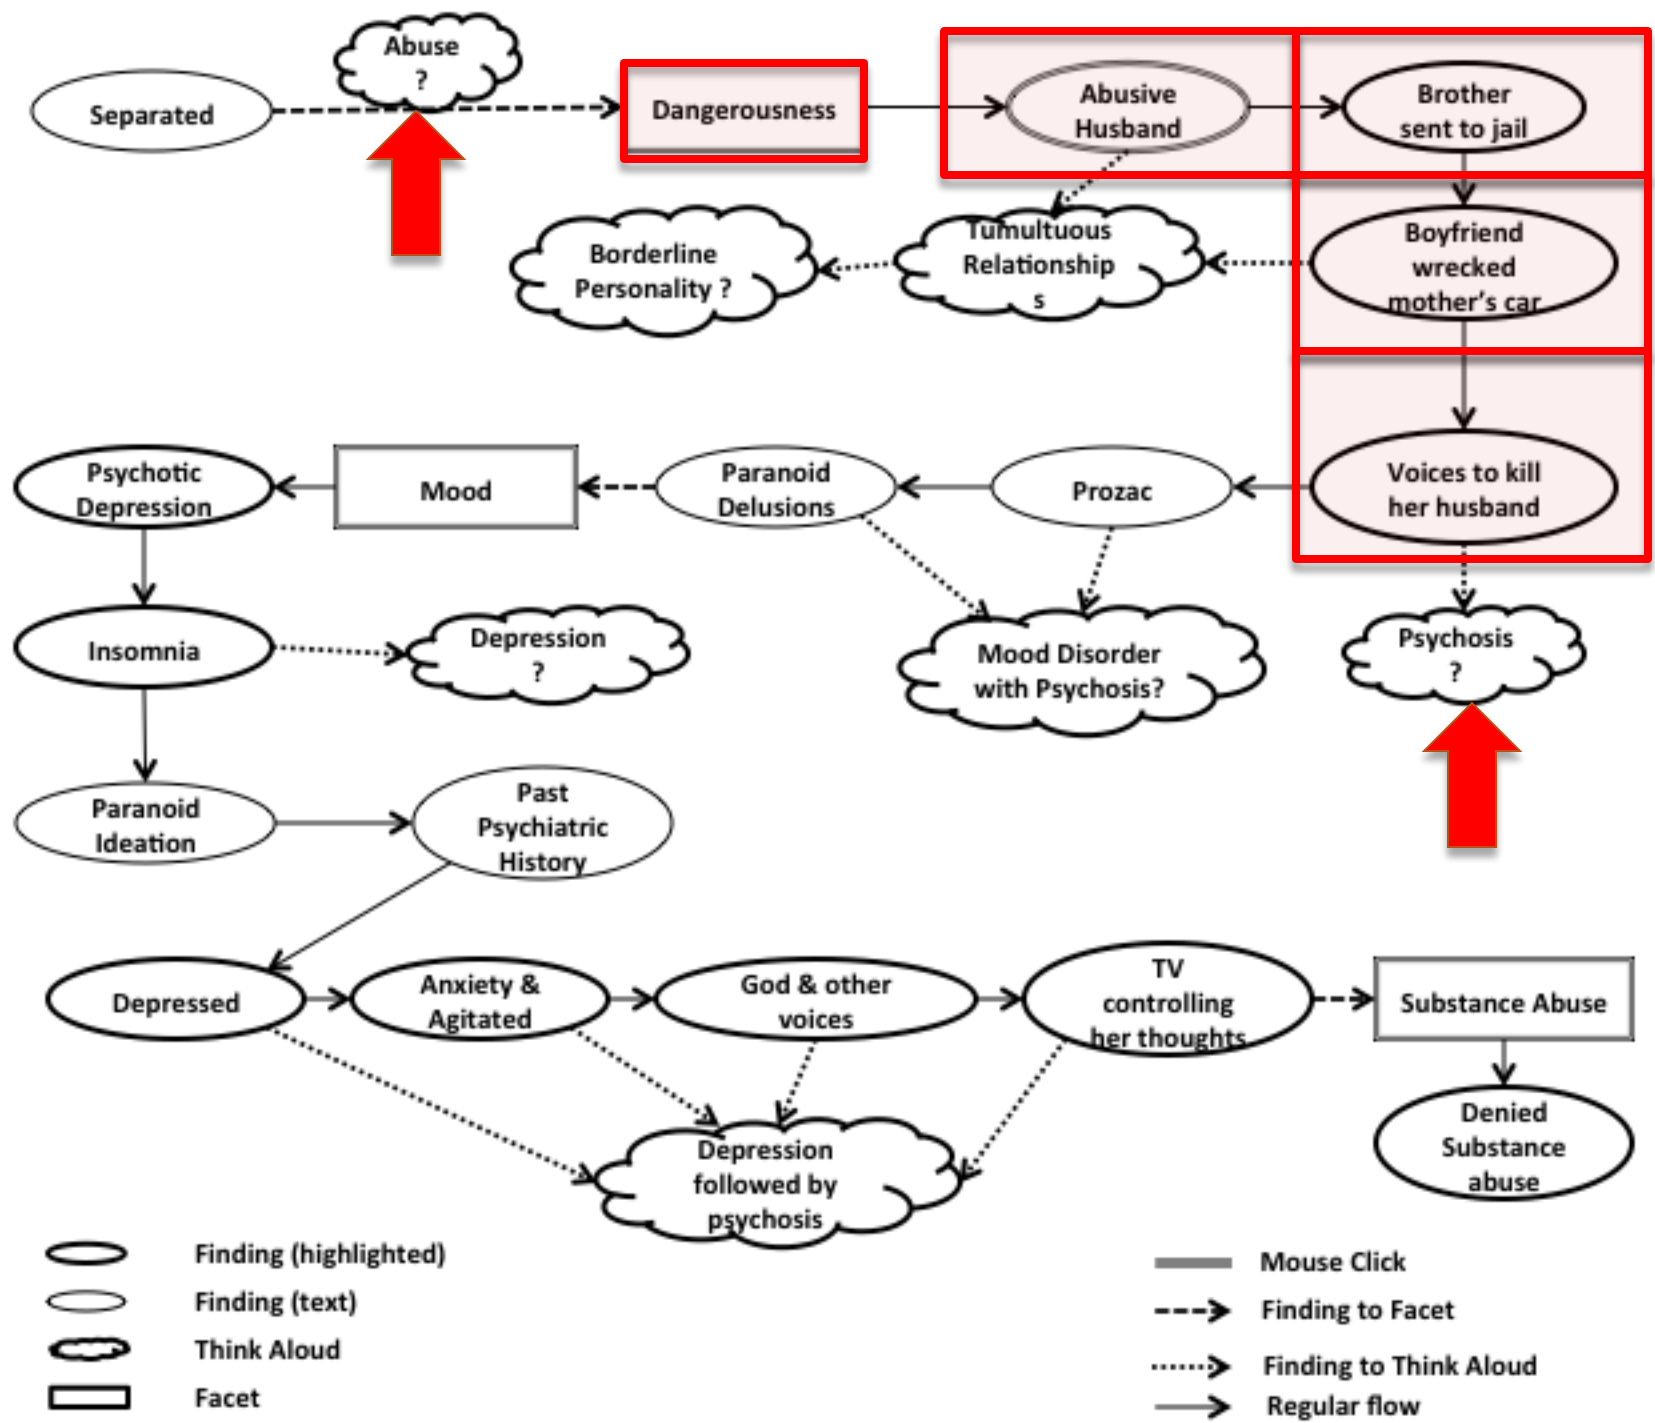 Abuse
?
Separated
Dangerousness
Abusive
Husband
Brother
sent to jail
Borderline
Personality ?
Tumultuous
Relationship
s
Boyfriend
wrecked
mother's car
Psychotic
Depression
Mood
Paranoid
Delusions
Prozac
Voices to kill
her husband
Insomnia
Depression
?
Mood Disorder
with Psychosis?
Psychosis
?
Paranoid
Ideation
Past
Psychiatric
History
Depressed
Anxiety &
Agitated
God & other
voices
TV
controlling
her thoughts
Substance Abuse
Denied
Substance
abuse
Depression
followed by
psychosis
Finding (highlighted)
Finding (text)
Think Aloud
Facet
Mouse Click
Finding to Facet
Finding to Think Aloud
Regular flow